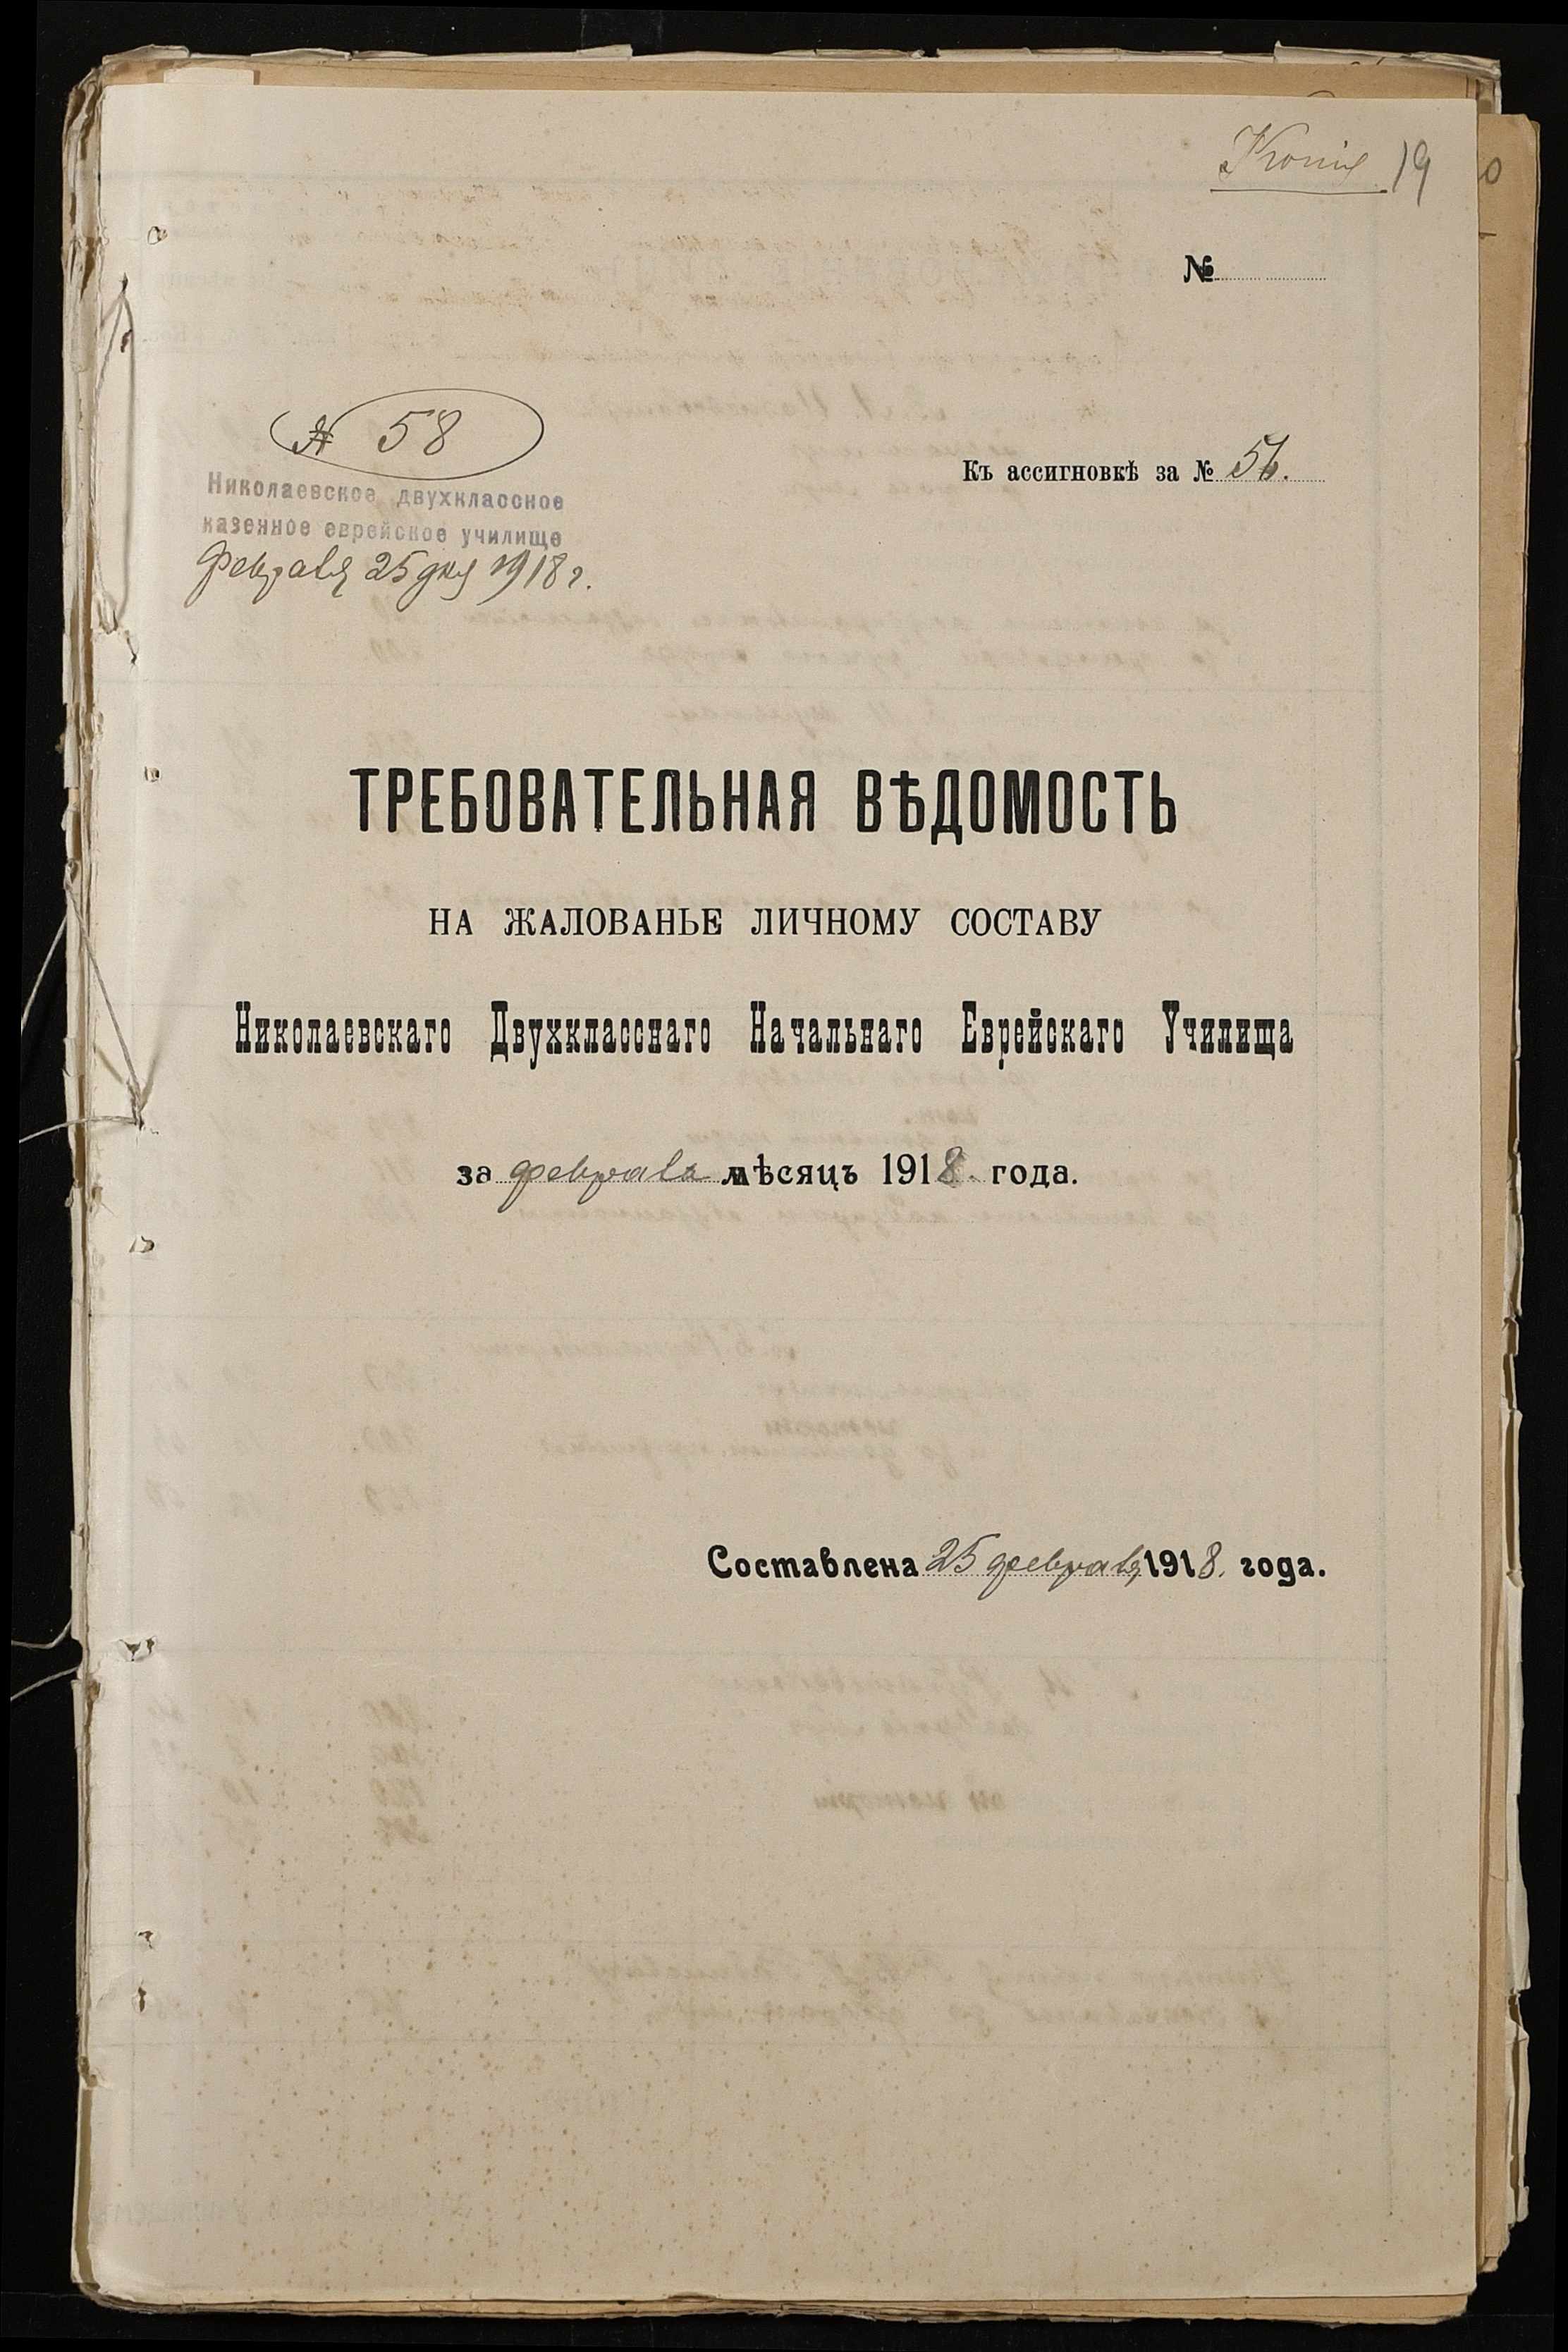 Копія 19
№
№ 58
Николаевское двухклассное
казенное еврейское училище
Февраля 25 дня 1918 г.
Къ ассигновкѣ за № 56.
ТРЕБОВАТЕЛЬНАЯ ВѢДОМОСТЬ
НА ЖАЛОВАНЬЕ ЛИЧНОМУ СОСТАВУ
Николаевскаго Двухкласснаго Начальнаго Еврейскаго Училища
за февраль мѣсяцъ 1918. года.
Составлена 25 февраля 1918. года.